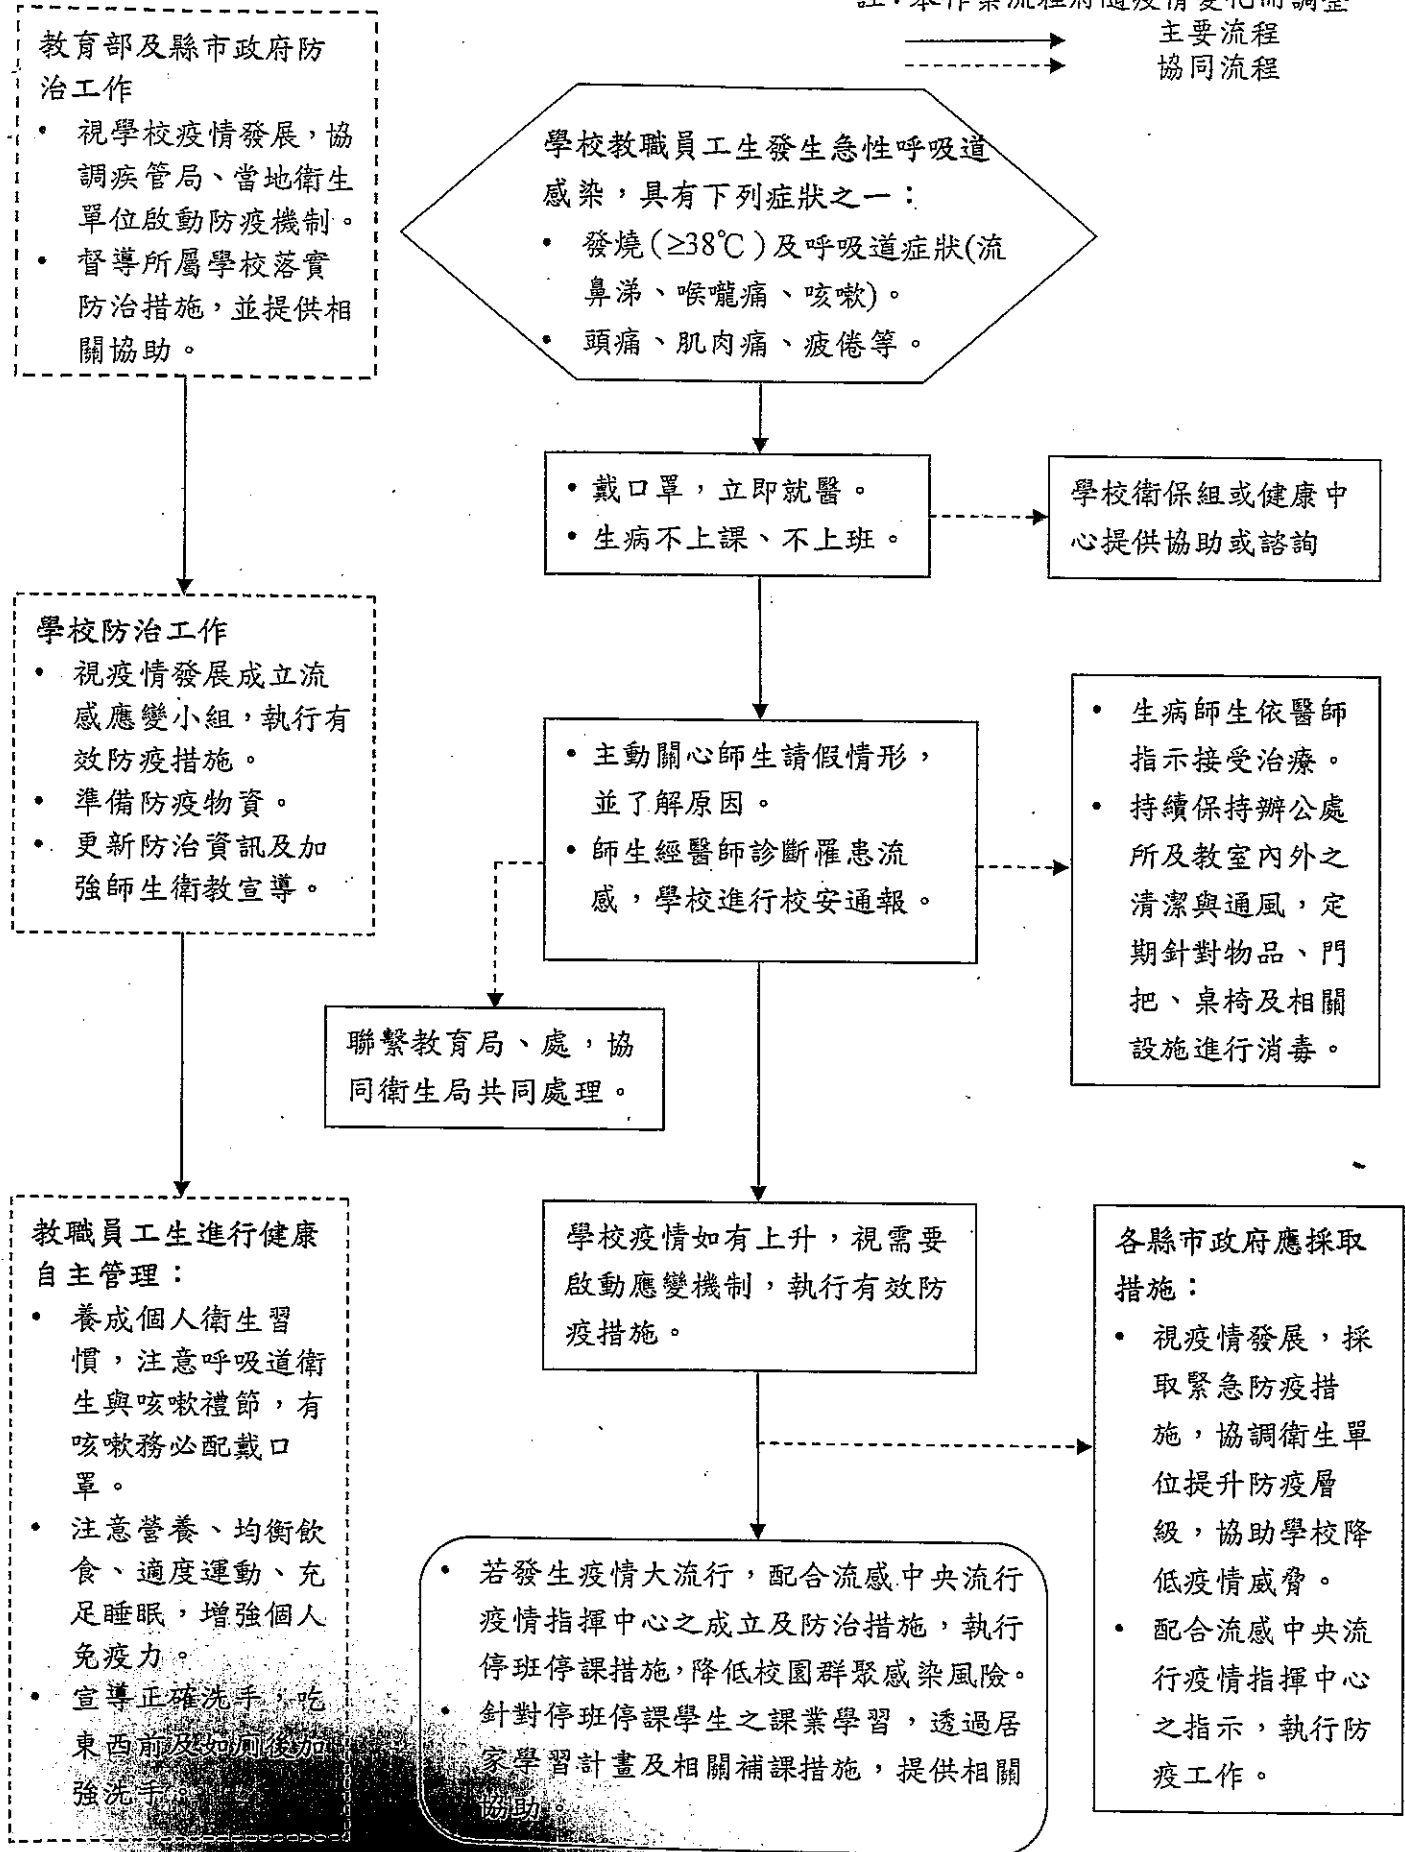 註：本作業流程將隨疫情變化而調整
主要流程
協同流程
教育部及縣市政府防
治工作
• 視學校疫情發展，協
調疾管局、當地衛生
單位啟動防疫機制。
• 督導所屬學校落實
防治措施，並提供相
關協助。
學校教職員工生發生急性呼吸道
感染，具有下列症狀之一：
• 發燒(≥38℃)及呼吸道症狀(流
鼻涕、喉嚨痛、咳嗽)。
• 頭痛、肌肉痛、疲倦等。
• 戴口罩，立即就醫。
• 生病不上課、不上班。
學校衛保組或健康中
心提供協助或諮詢
學校防治工作
• 視疫情發展成立流
感應變小組，執行有
效防疫措施。
• 準備防疫物資。
• 更新防治資訊及加
強師生衛教宣導。
• 主動關心師生請假情形，
並了解原因。
• 師生經醫師診斷罹患流
感，學校進行校安通報。
• 生病師生依醫師
指示接受治療。
• 持續保持辦公處
所及教室內外之
清潔與通風，定
期針對物品、門
把、桌椅及相關
設施進行消毒。
聯繫教育局、處，協
同衛生局共同處理。
教職員工生進行健康
自主管理：
• 養成個人衛生習
慣，注意呼吸道衛
生與咳嗽禮節，有
咳嗽務必配戴口
罩。
• 注意營養、均衡飲
食、適度運動、充
足睡眠，增強個人
免疫力。
• 宣導正確洗手，吃
東西前及如廁後加
強洗手。
學校疫情如有上升，視需要
啟動應變機制，執行有效防
疫措施。
各縣市政府應採取
措施：
• 視疫情發展，採
取緊急防疫措
施，協調衛生單
位提升防疫層
級，協助學校降
低疫情威脅。
• 配合流感中央流
行疫情指揮中心
之指示，執行防
疫工作。
• 若發生疫情大流行，配合流感中央流行
疫情指揮中心之成立及防治措施，執行
停班停課措施，降低校園群聚感染風險。
• 針對停班停課學生之課業學習，透過居
家學習計畫及相關補課措施，提供相關
協助。